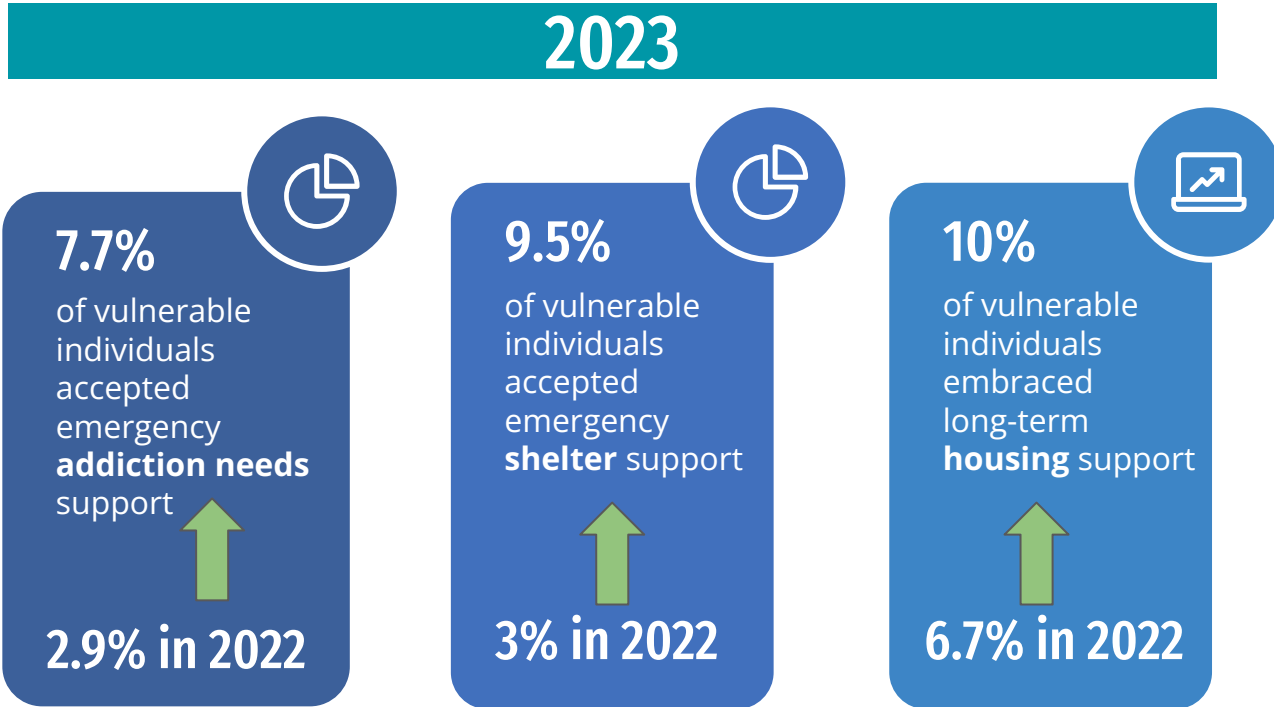 2023
7.7%
of vulnerable
individuals
accepted
emergency
addiction needs
support
2.9% in 2022
9.5%
of vulnerable
individuals
accepted
emergency
shelter support
3% in 2022
10%
of vulnerable
individuals
embraced
long-term
housing support
6.7% in 2022